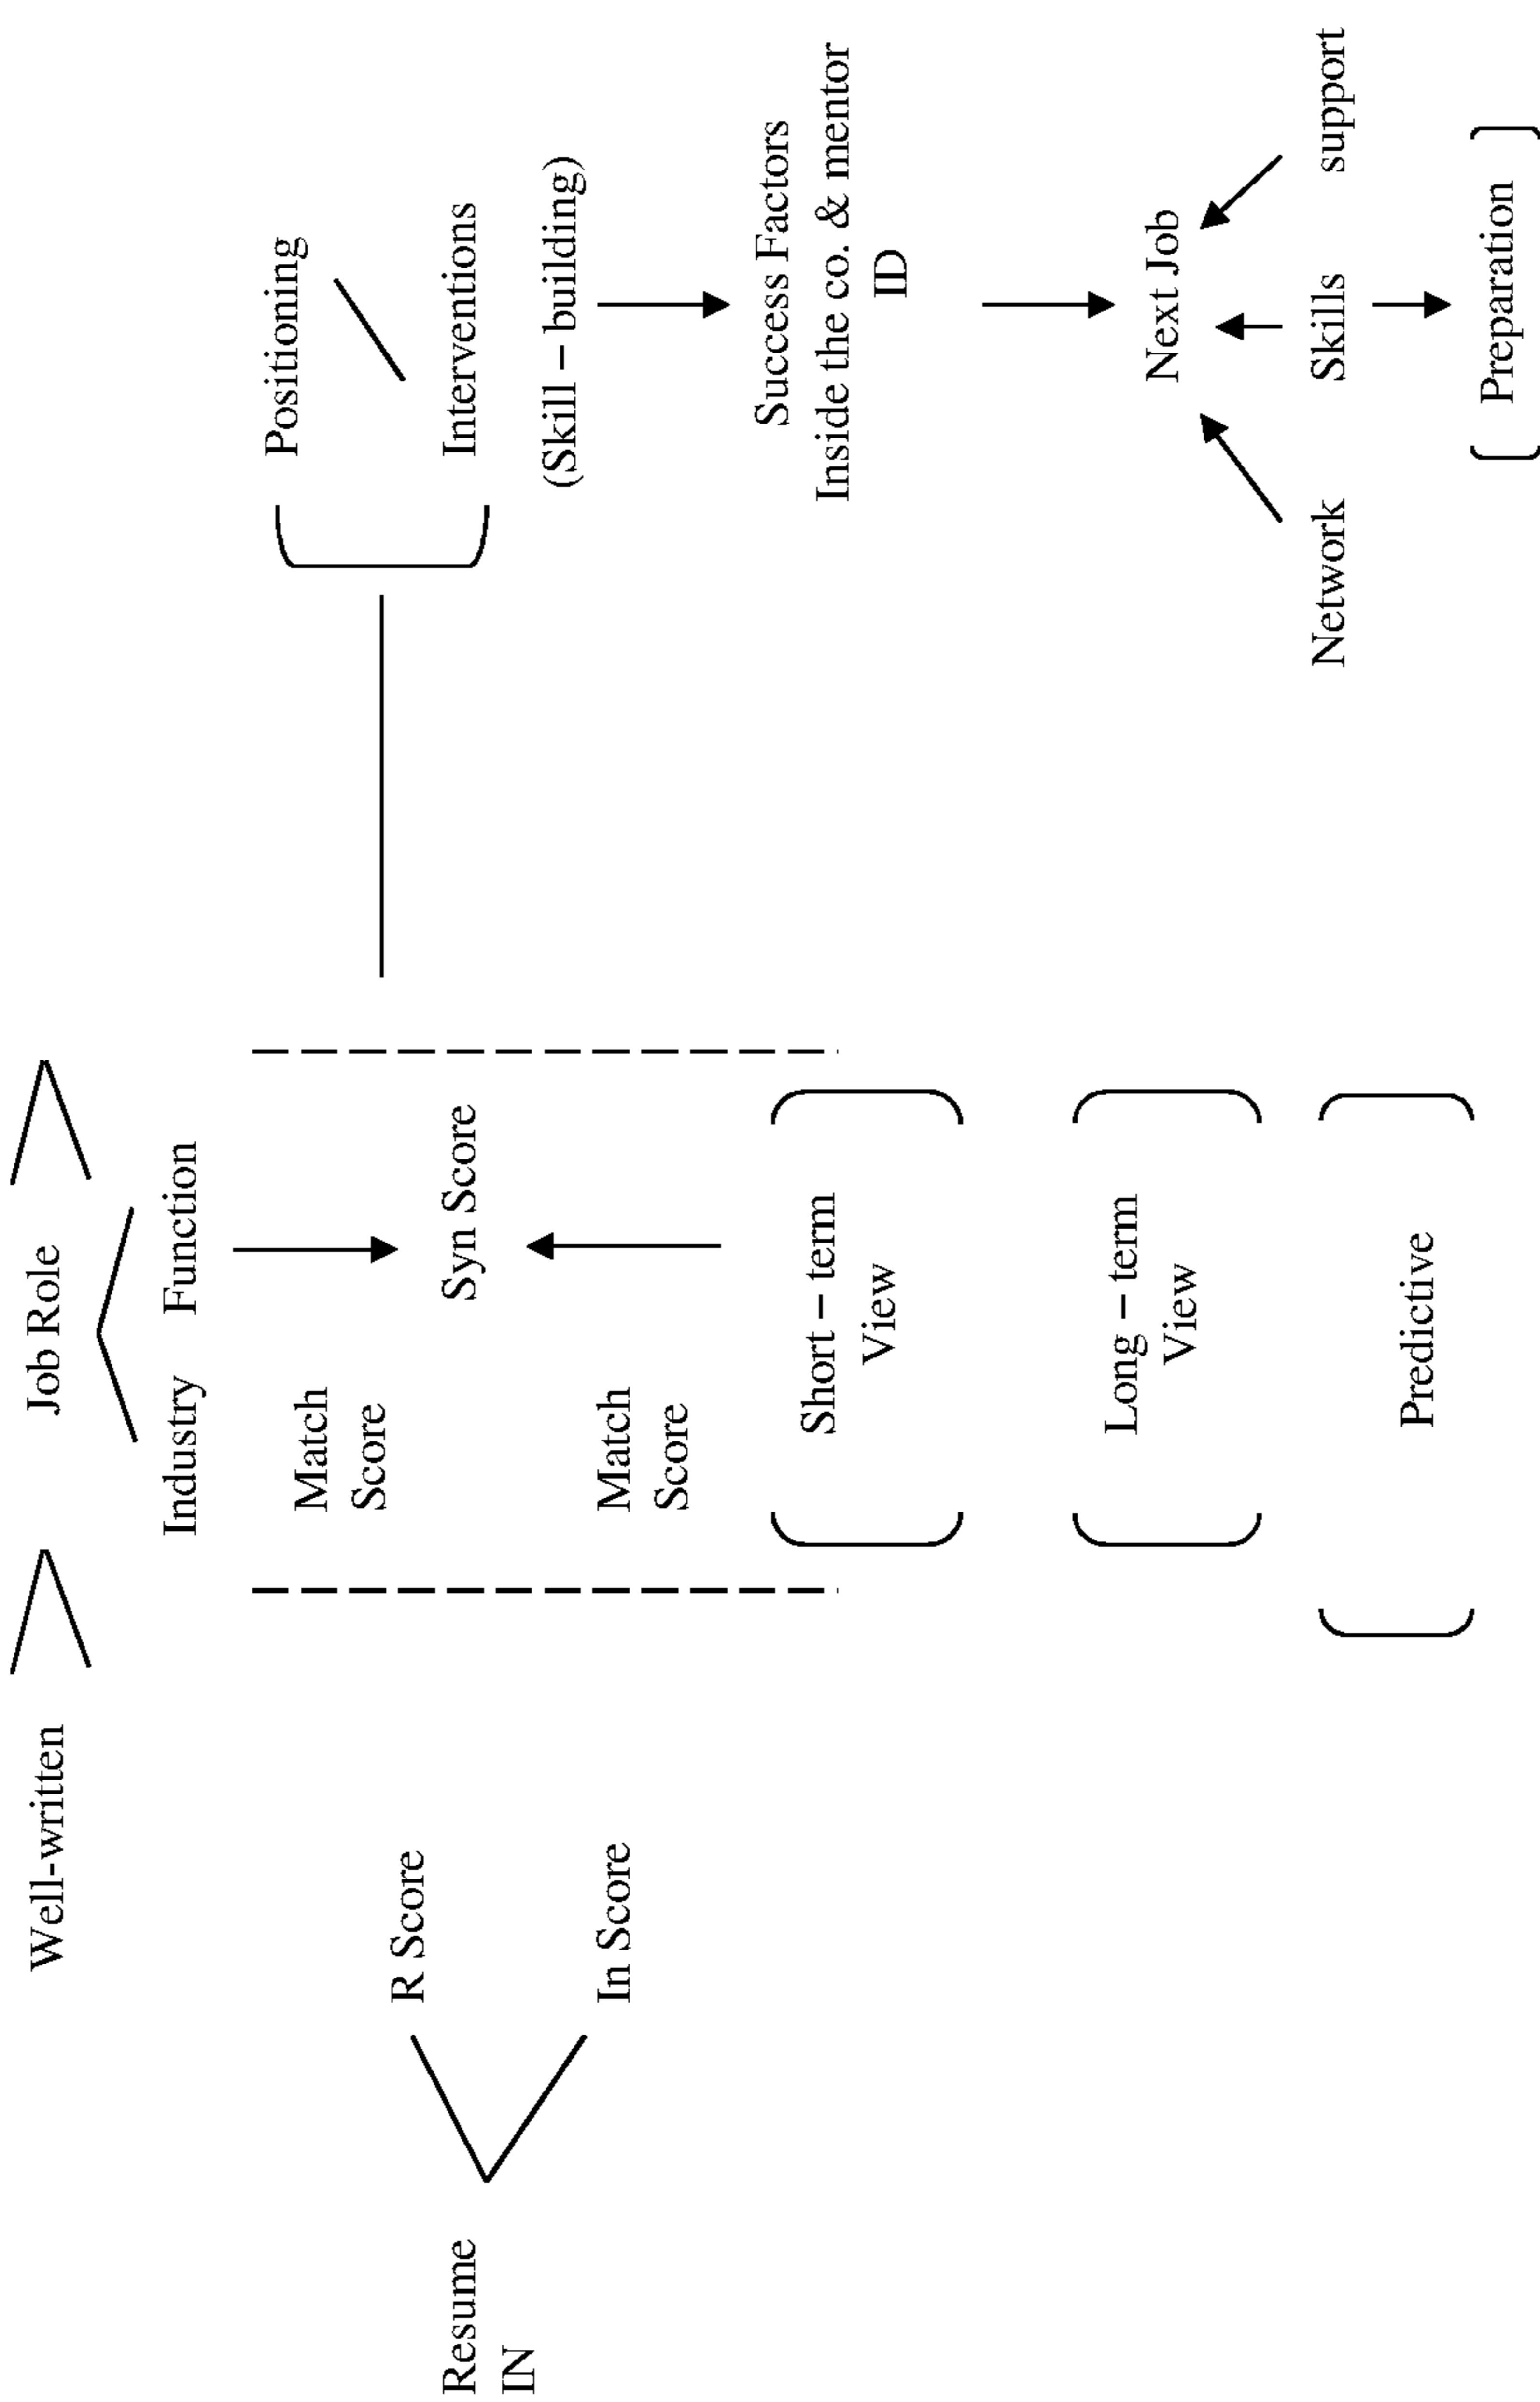 Well-written
Job Role
Industry Function
Resume
IN
R Score
In Score
Match
Score
Match
Score
Syn Score
Short – term
View
Long – term
View
Predictive
Positioning
Interventions
(Skill – building)
Success Factors
Inside the co. & mentor
ID
Next Job
Network Skills support
Preparation